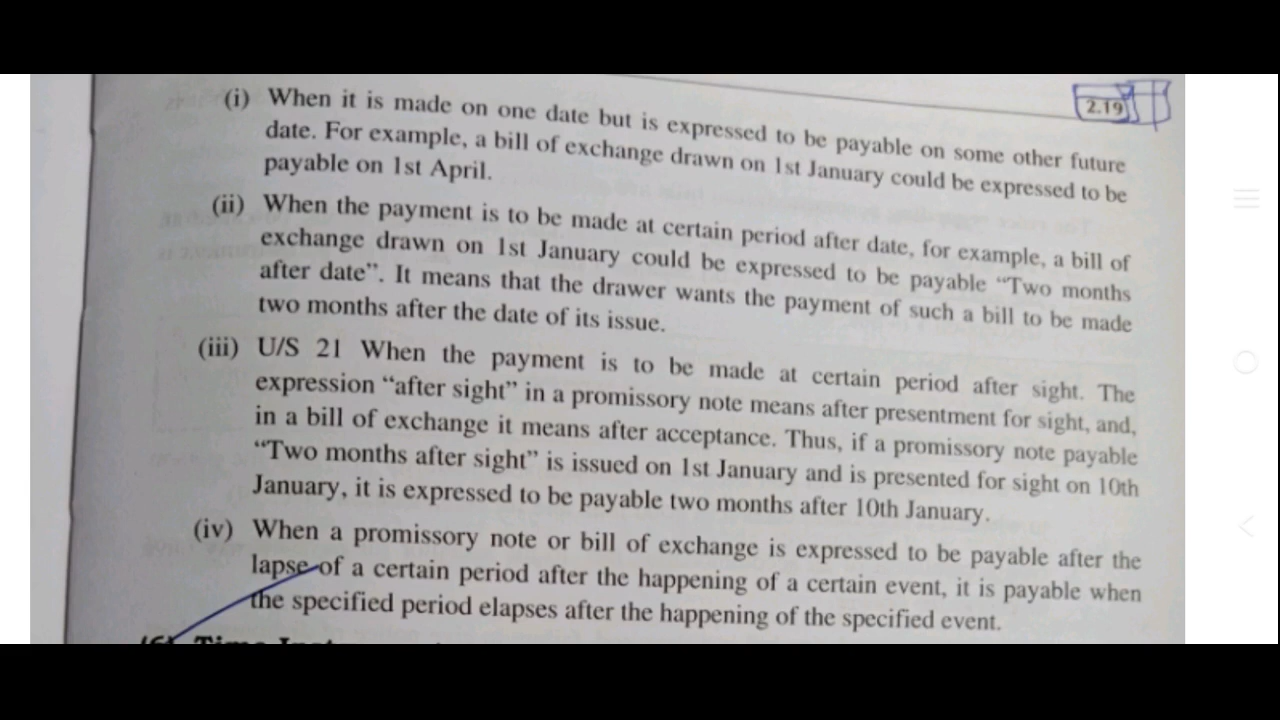 2.19
(i) When it is made on one date but is expressed to be payable on some other future
date. For example, a bill of exchange drawn on 1st January could be expressed to be
payable on 1st April.
(ii) When the payment is to be made at certain period after date, for example, a bill of
exchange drawn on 1st January could be expressed to be payable “Two months
after date”. It means that the drawer wants the payment of such a bill to be made
two months after the date of its issue.
(iii) U/S 21 When the payment is to be made at certain period after sight. The
expression “after sight” in a promissory note means after presentment for sight, and,
in a bill of exchange it means after acceptance. Thus, if a promissory note payable
“Two months after sight” is issued on 1st January and is presented for sight on 10th
January, it is expressed to be payable two months after 10th January.
(iv) When a promissory note or bill of exchange is expressed to be payable after the
lapse of a certain period after the happening of a certain event, it is payable when
the specified period elapses after the happening of the specified event.
(6) Time